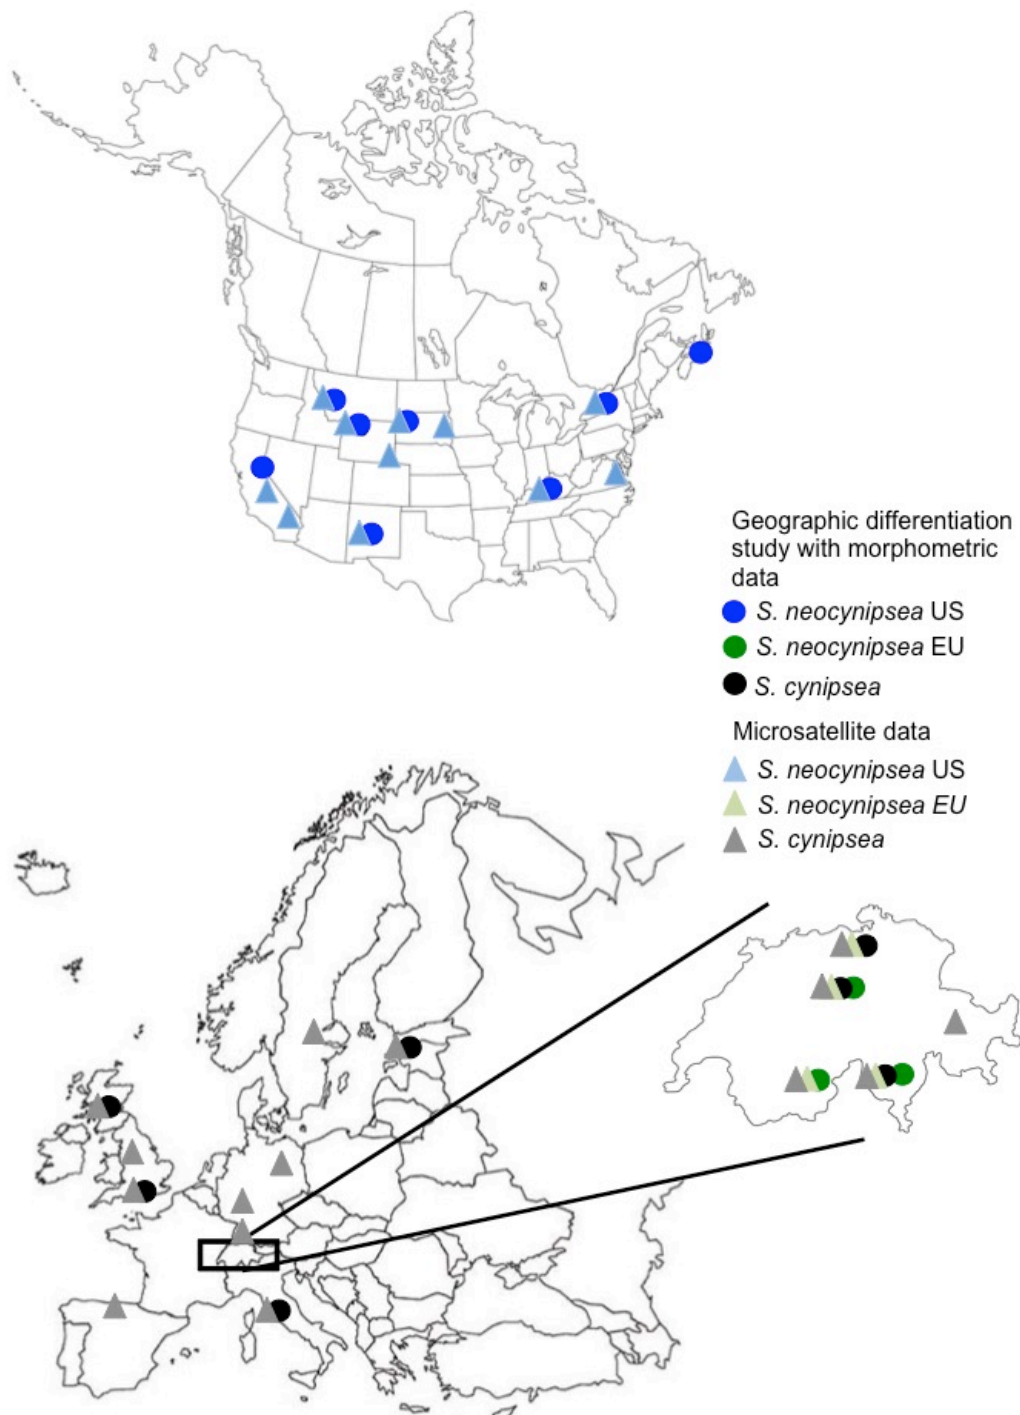 Geographic differentiation
study with morphometric
data
S. neocynipsea US
S. neocynipsea EU
S. cynipsea
Microsatellite data
S. neocynipsea US
S. neocynipsea EU
S. cynipsea